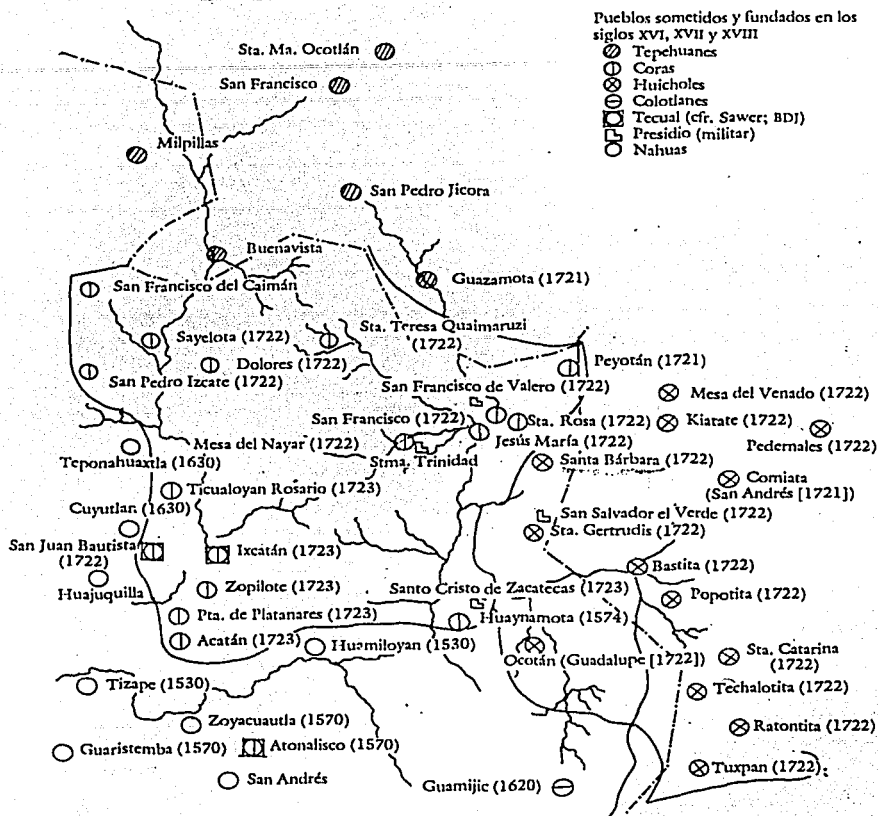 Pueblos sometidos y fundados en los
siglos XVI, XVII y XVIII
Tepehuanes
Coras
Huicholes
Colotlanes
Tecual (cfr. Sawer; BDJ)
Presidio (militar)
Nahuas
Sta. Ma. Ocotlán
San Francisco
Milpillas
San Pedro Jicora
Buenavista
Guazamota (1721)
San Francisco del Caimán
Sayelota (1722)
Sta. Teresa Quaimaruzi
(1722)
Dolores (1722)
Peyotán (1721)
San Pedro Izcate (1722)
San Francisco de Valero (1722)
Mesa del Venado (1722)
San Francisco (1722)
Sta. Rosa (1722)
Kiarate (1722)
Pedernales (1722)
Mesa del Nayar (1722)
Jesús María (1722)
Teponahuaxtla (1630)
Stma. Trinidad
Santa Bárbara (1722)
Comiata
(San Andrés [1721])
Ticualoyan Rosario (1723)
Cuyutlan (1630)
San Salvador el Verde (1722)
Sta. Gertrudis (1722)
San Juan Bautista
(1722)
Ixcatán (1723)
Bastita (1722)
Huajuquilla
Zopilote (1723)
Santo Cristo de Zacatecas (1723)
Popotita (1722)
Pta. de Platanares (1723)
Huaynamota (1574)
Acatán (1723)
Huamiloyan (1530)
Ocotán (Guadalupe [1722])
Sta. Catarina
(1722)
Tizape (1530)
Techalotita (1722)
Zoyacuautla (1570)
Ratontita (1722)
Guaristemba (1570)
Atonalisco (1570)
San Andrés
Guamijic (1620)
Tuxpan (1722)